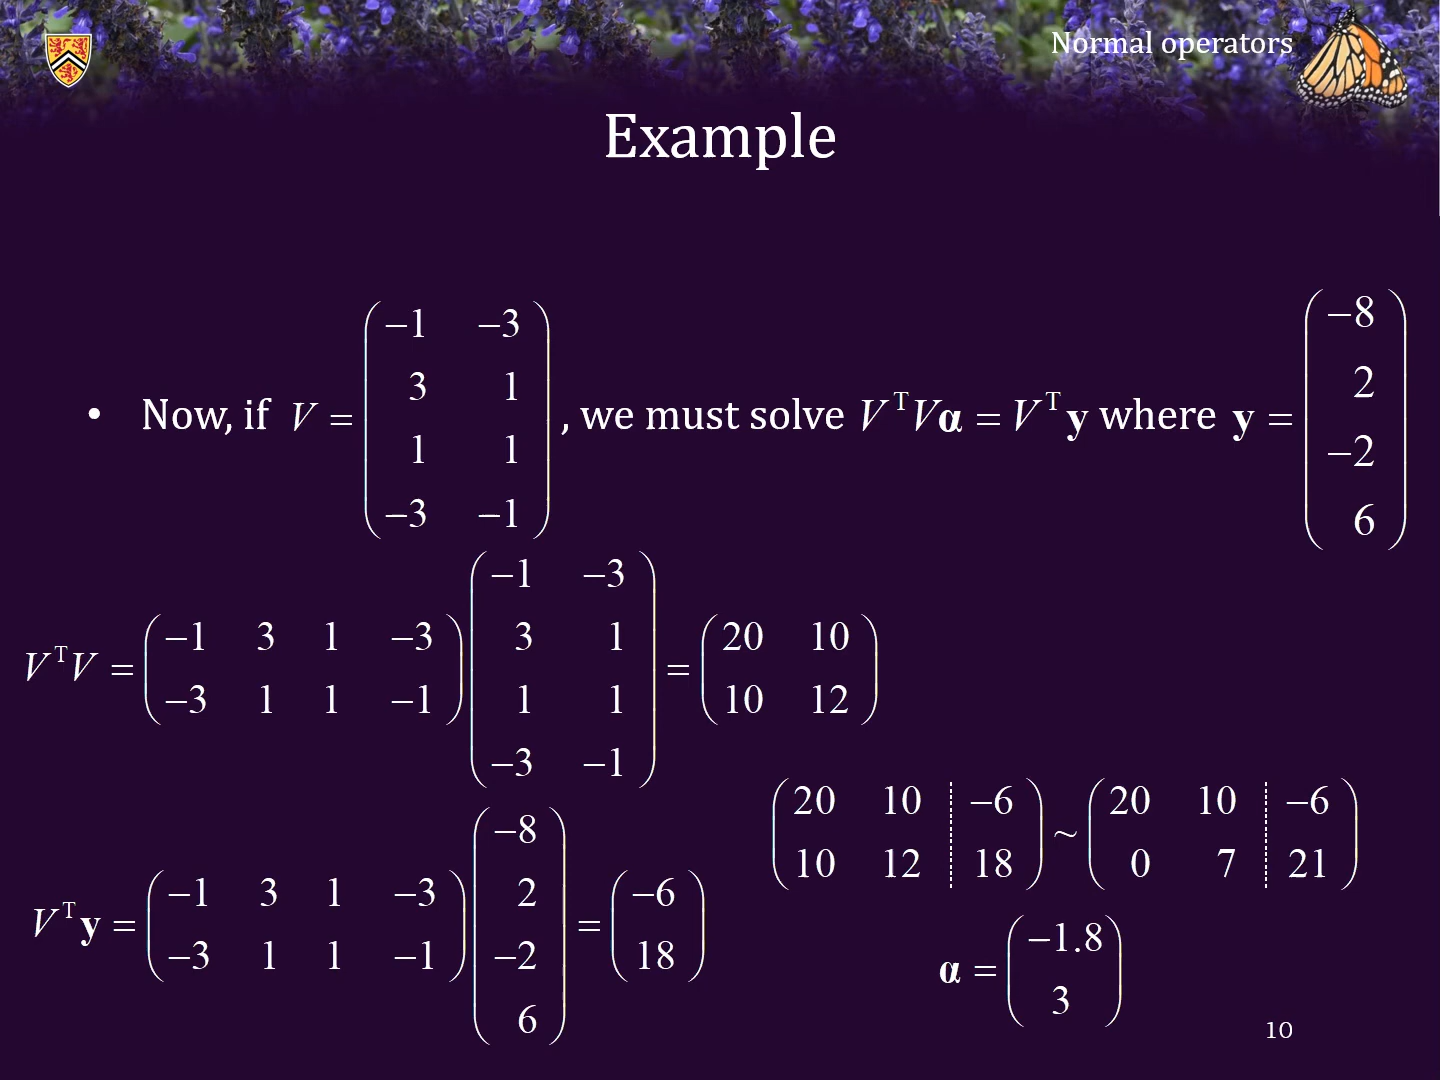 Normal operators
Example
• Now, if V = (−1 −3; 3 1; 1 1; −3 −1) , we must solve VᵀV𝛂 = Vᵀ𝐲 where 𝐲 = (−8; 2; −2; 6)
VᵀV = (−1 3 1 −3; −3 1 1 −1) (−1 −3; 3 1; 1 1; −3 −1) = (20 10; 10 12)
(20 10 | −6; 10 12 | 18) ~ (20 10 | −6; 0 7 | 21)
Vᵀ𝐲 = (−1 3 1 −3; −3 1 1 −1) (−8; 2; −2; 6) = (−6; 18)
𝛂 = (−1.8; 3)
10